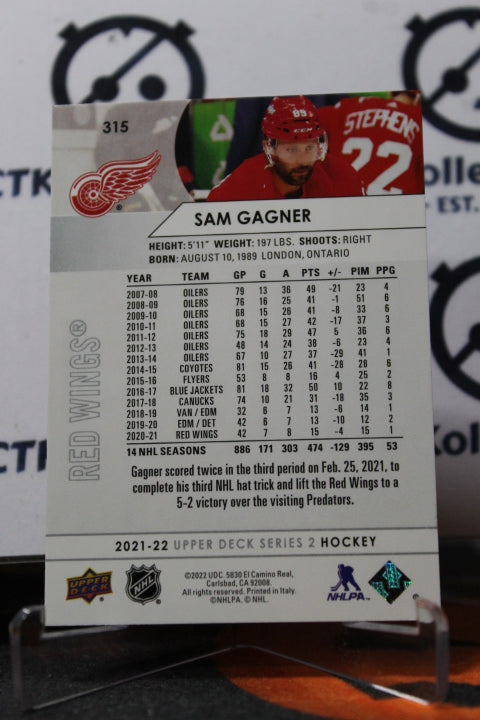 CTK
Kolle
- EST.
Kol
315
89
CCM
STEPHENS
22
SAM GAGNER
HEIGHT: 5'11" WEIGHT: 197 LBS. SHOOTS: RIGHT
BORN: AUGUST 10, 1989 LONDON, ONTARIO
YEAR TEAM GP G A PTS +/- PIM PPG
2007-08 OILERS 79 13 36 49 -21 23 4
2008-09 OILERS 76 16 25 41 -1 51 6
2009-10 OILERS 68 15 26 41 -8 33 6
2010-11 OILERS 68 15 27 42 -17 37 3
2011-12 OILERS 75 18 29 47 5 36 6
2012-13 OILERS 48 14 24 38 -6 23 4
2013-14 OILERS 67 10 27 37 -29 41 1
2014-15 COYOTES 81 15 26 41 -28 28 6
2015-16 FLYERS 53 8 8 16 4 25 2
2016-17 BLUE JACKETS 81 18 32 50 10 22 8
2017-18 CANUCKS 74 10 21 31 -18 35 3
2018-19 VAN / EDM 32 6 7 13 -6 14 1
2019-20 EDM / DET 42 6 7 13 -10 12 2
2020-21 RED WINGS 42 7 8 15 -4 15 1
14 NHL SEASONS 886 171 303 474 -129 395 53
RED WINGS®
Gagner scored twice in the third period on Feb. 25, 2021, to
complete his third NHL hat trick and lift the Red Wings to a
5-2 victory over the visiting Predators.
2021-22 UPPER DECK SERIES 2 HOCKEY
UPPER DECK
NHL
©2022 UDC. 5830 El Camino Real,
Carlsbad, CA 92008.
All rights reserved. Printed in Italy.
©NHLPA. © NHL.
NHLPA